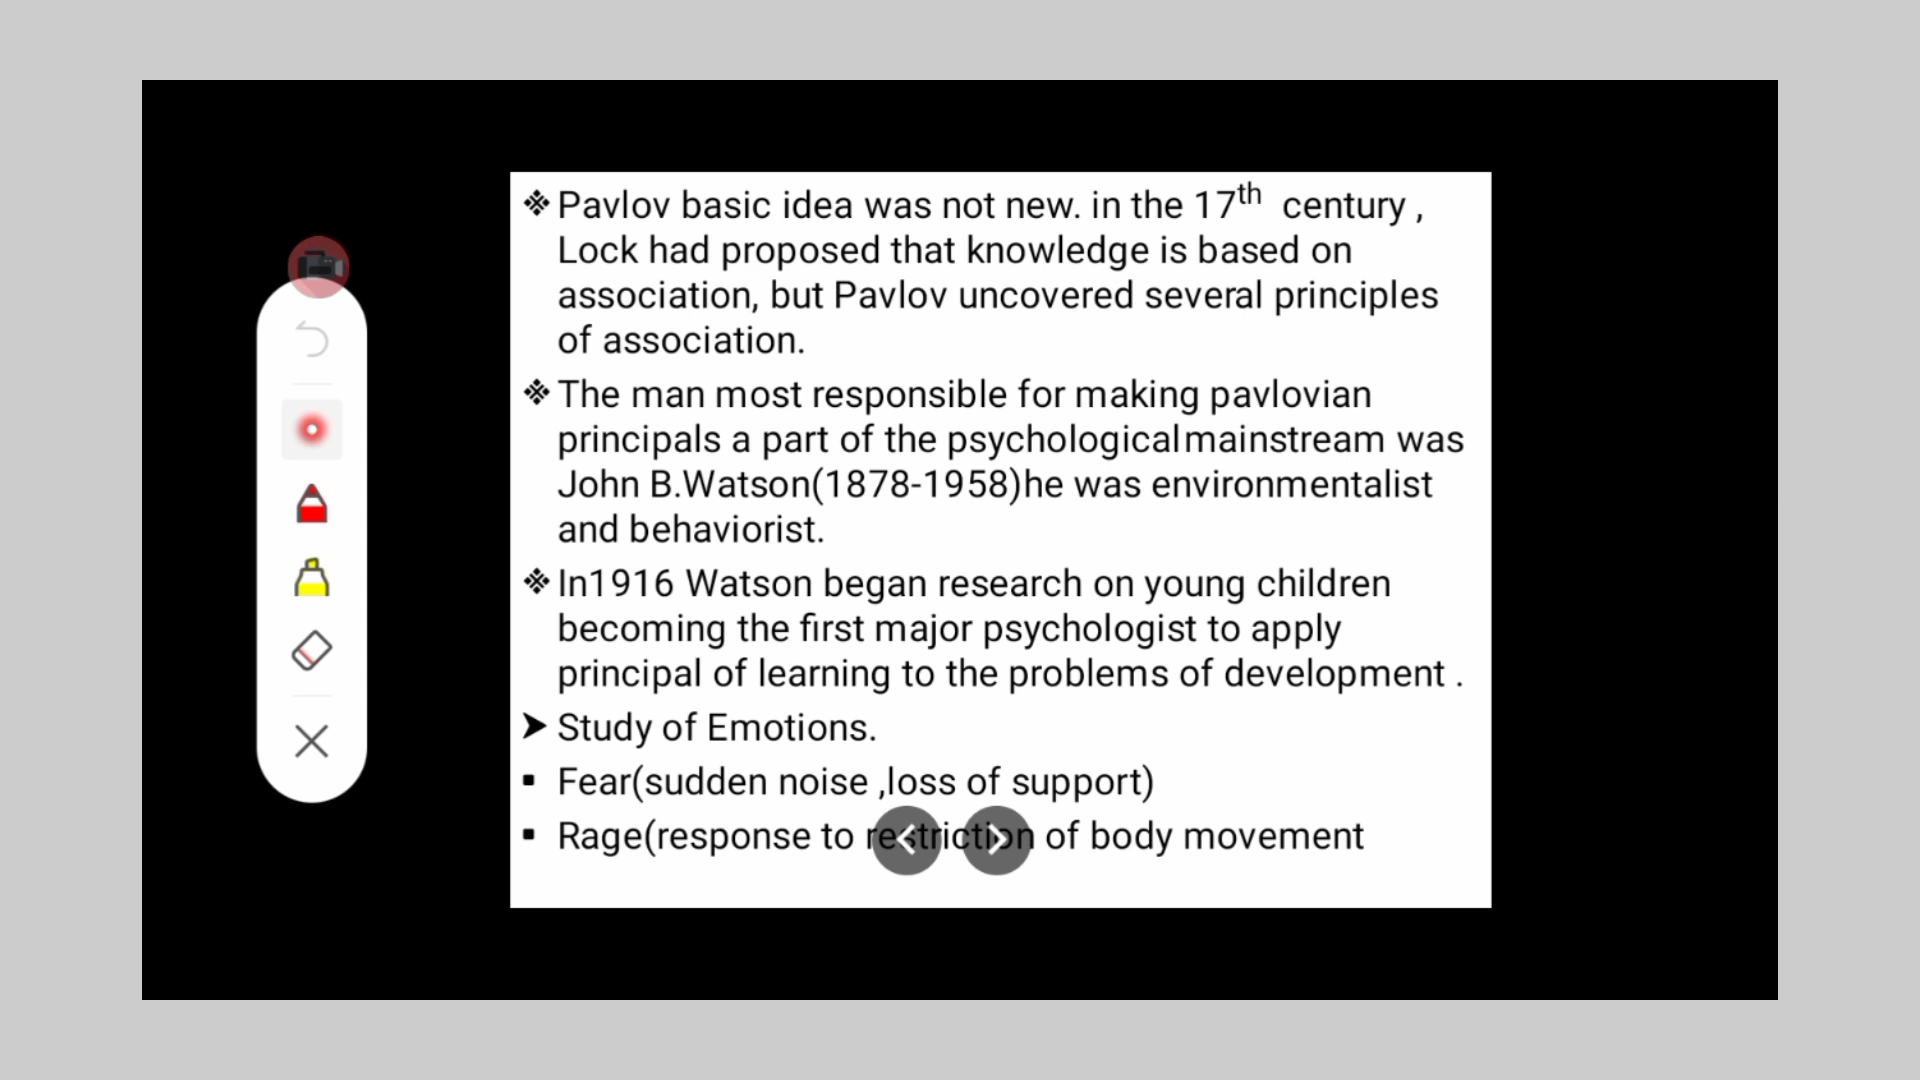 ❖ Pavlov basic idea was not new. in the 17th century ,
Lock had proposed that knowledge is based on
association, but Pavlov uncovered several principles
of association.
❖ The man most responsible for making pavlovian
principals a part of the psychological mainstream was
John B.Watson(1878-1958)he was environmentalist
and behaviorist.
❖ In1916 Watson began research on young children
becoming the first major psychologist to apply
principal of learning to the problems of development .
➤ Study of Emotions.
▪ Fear(sudden noise ,loss of support)
▪ Rage(response to restriction of body movement